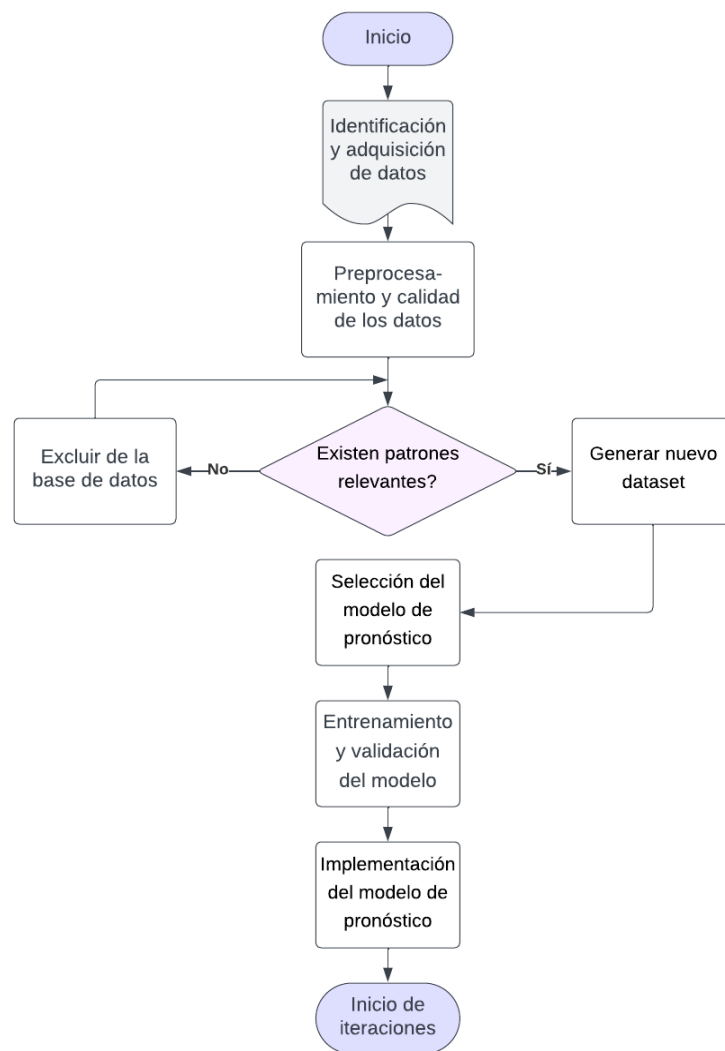 Inicio
Identificación
y adquisición
de datos
Preprocesa-
miento y calidad
de los datos
Excluir de la
base de datos
No
Existen patrones
relevantes?
Sí
Generar nuevo
dataset
Selección del
modelo de
pronóstico
Entrenamiento
y validación
del modelo
Implementación
del modelo de
pronóstico
Inicio de
iteraciones